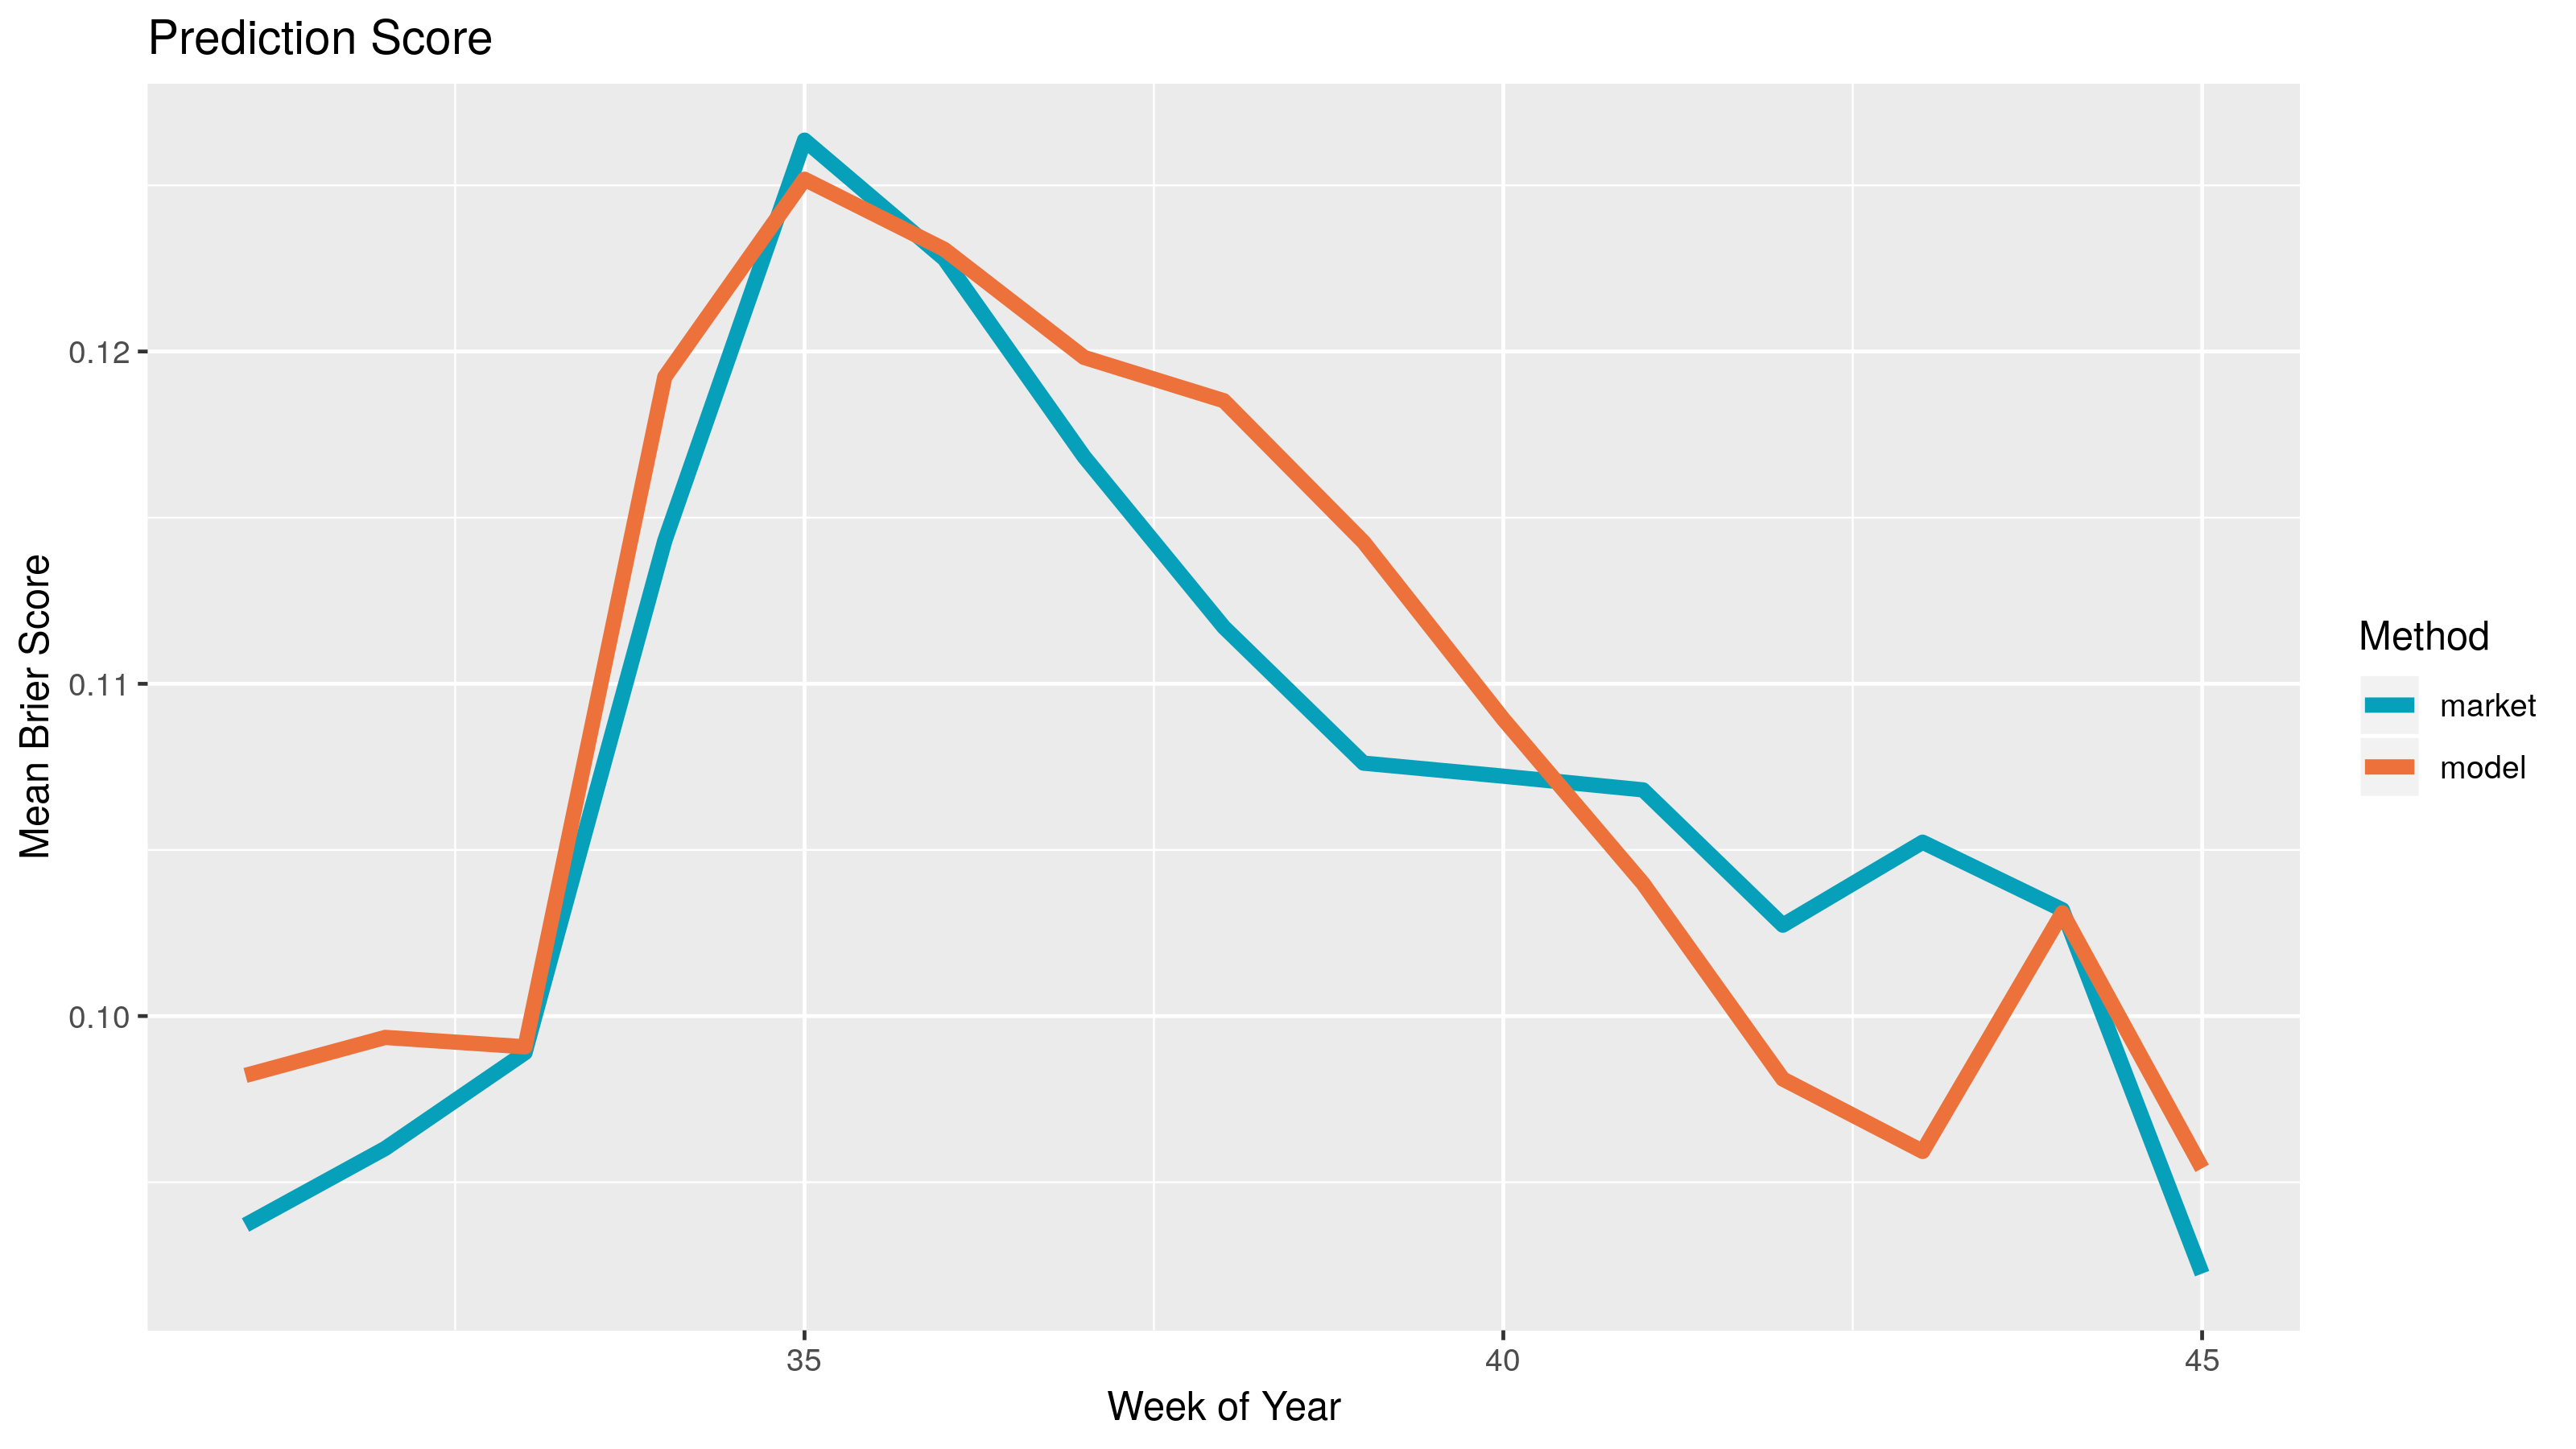 Prediction Score
Mean Brier Score
0.12
0.11
0.10
35
40
45
Week of Year
Method
market
model